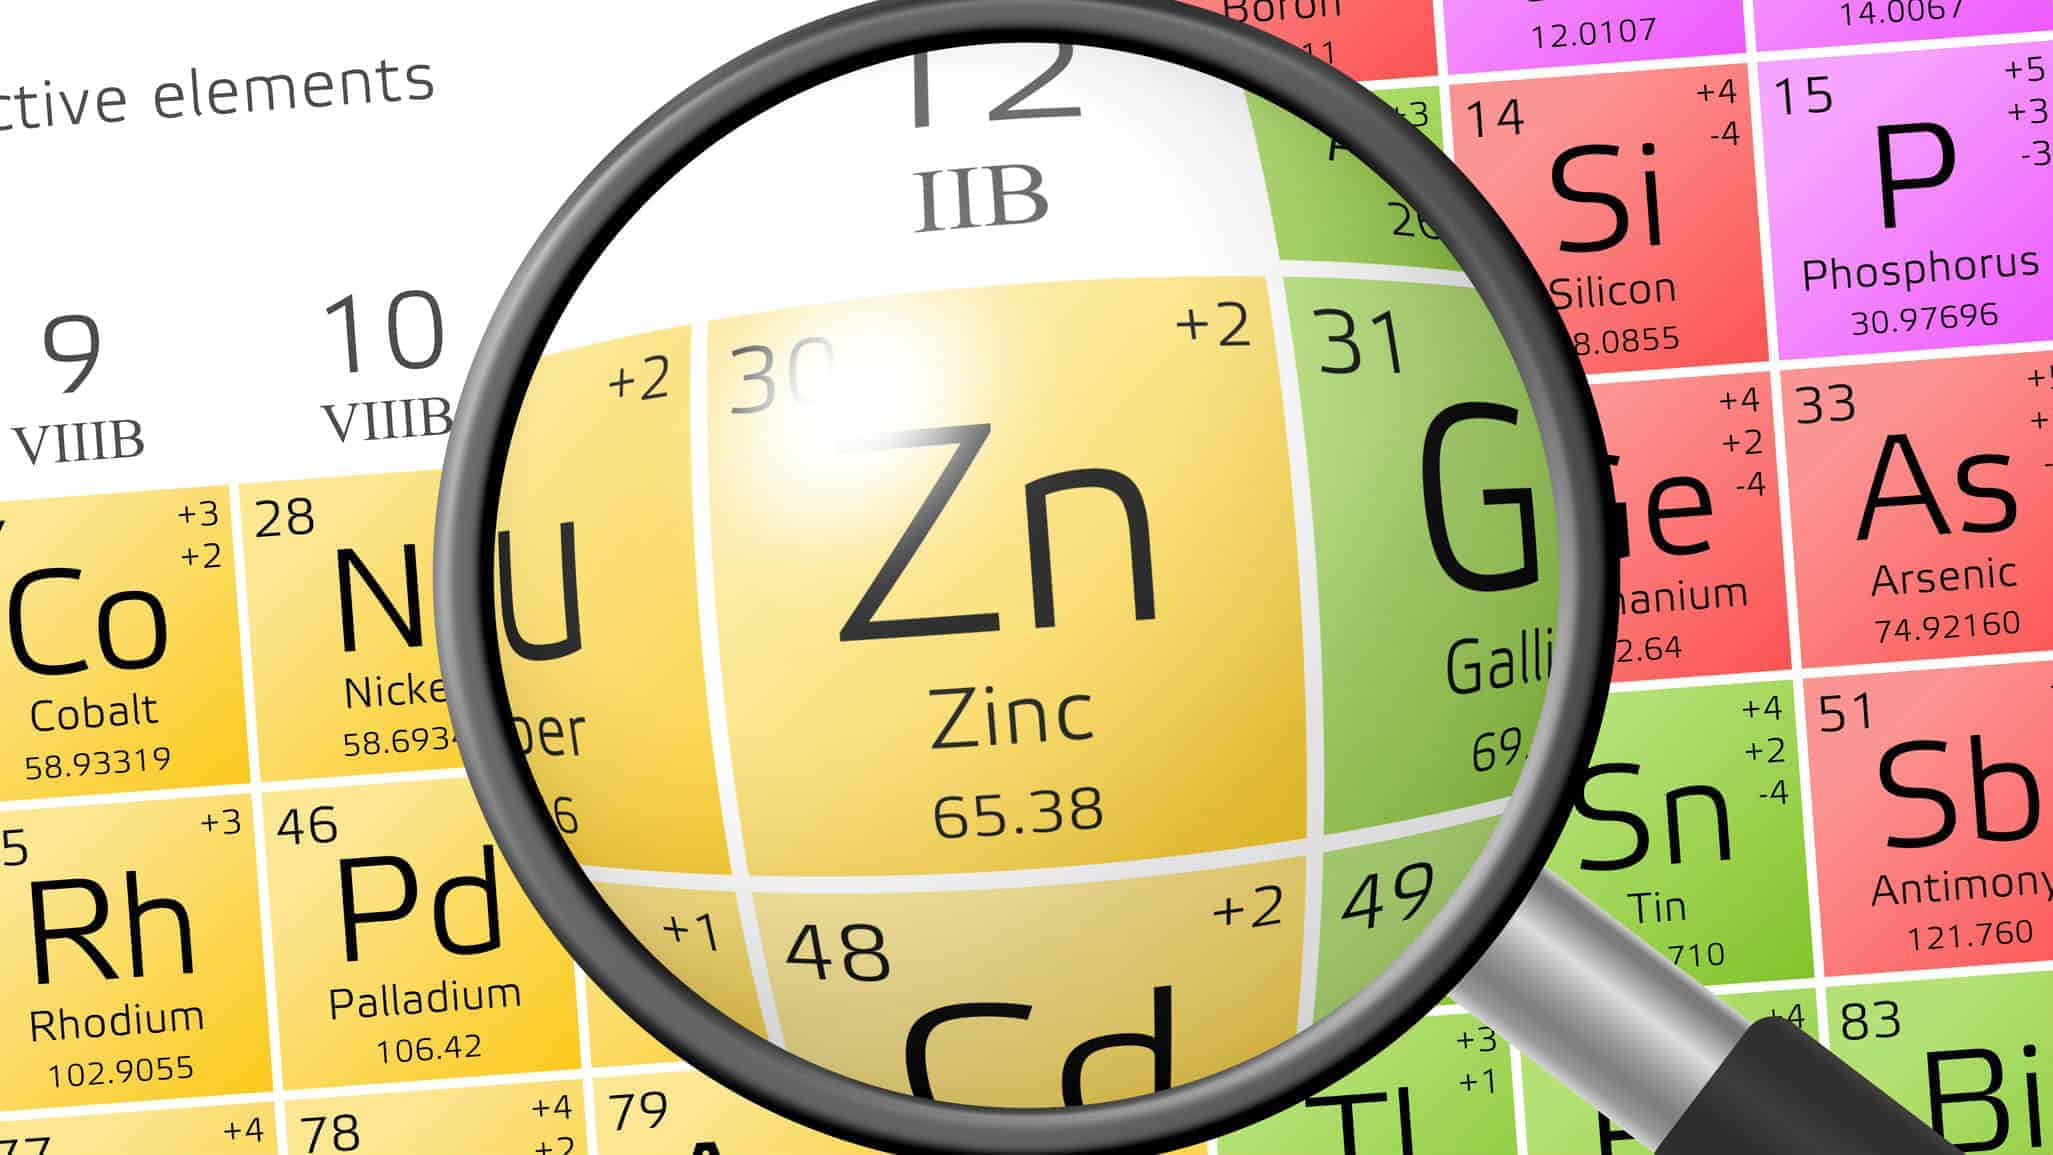 ctive elements
9
VIIIB
10
VIIIB
12
IIB
Boron
11
12.0107
14.0067
+3
26
14
+4
-4
Si
Silicon
8.0855
15
+5
+3
-3
P
Phosphorus
30.97696
+3
+2
Co
Cobalt
58.93319
28
N
Nicke
58.693
+2
u
per
6
30
+2
Zn
Zinc
65.38
31
G
Galli
69.
+4
+2
-4
Ge
manium
2.64
33
As
Arsenic
74.92160
5
+3
Rh
Rhodium
102.9055
46
Pd
Palladium
106.42
+1
48
+2
Cd
49
+4
+2
-4
Sn
Tin
710
51
Sb
Antimony
121.760
77
+4
78
+4
+2
79
+3
+1
Tl
+4
83
Bi